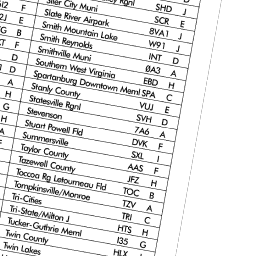 Rgnl SHD J
Siler City Muni SCR E
Slate River Airpark 8VA1 J
Smith Mountain Lake W91 J
Smith Reynolds INT D
Smithville Muni 0A3 A
Southern West Virginia EBD H
Spartanburg Downtown Meml SPA C
Stanly County VUJ E
Statesville Rgnl SVH D
Stevenson 7A6 A
Stuart Powell Fld DVK F
Summersville SXL I
Taylor County AAS F
Tazewell County JFZ H
Toccoa Rg Letourneau Fld TOC B
Tompkinsville/Monroe TZV A
Tri-Cities TRI C
Tri-State/Milton J HTS H
Tucker-Guthrie Meml I35 G
Twin County HLX
Twin Lakes